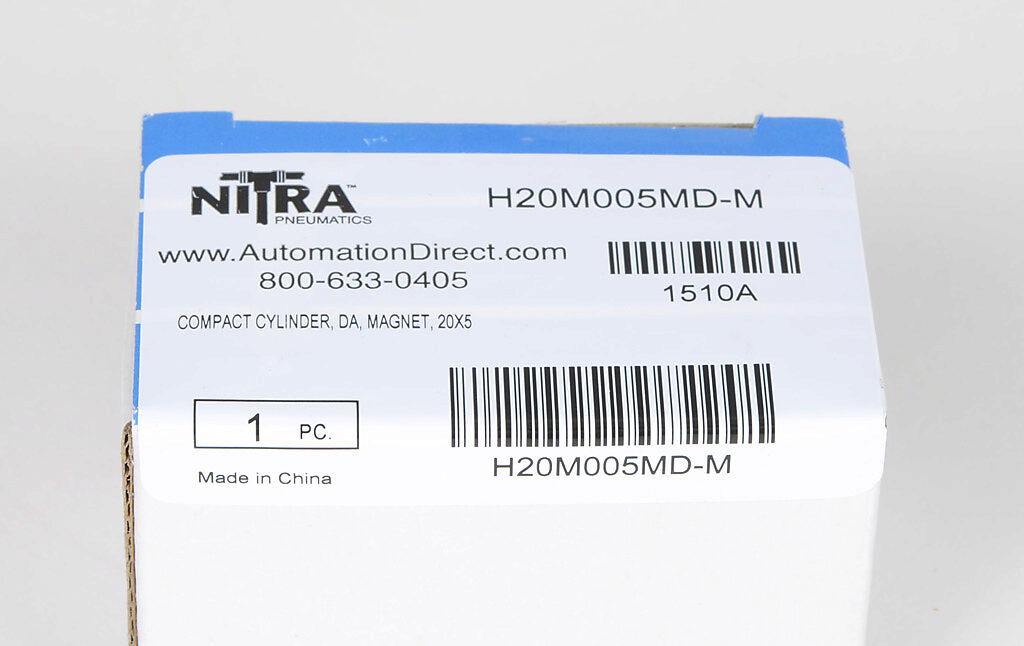 NITRA™
PNEUMATICS
H20M005MD-M
www.AutomationDirect.com
800-633-0405
1510A
COMPACT CYLINDER, DA, MAGNET, 20X5
1 PC.
H20M005MD-M
Made in China